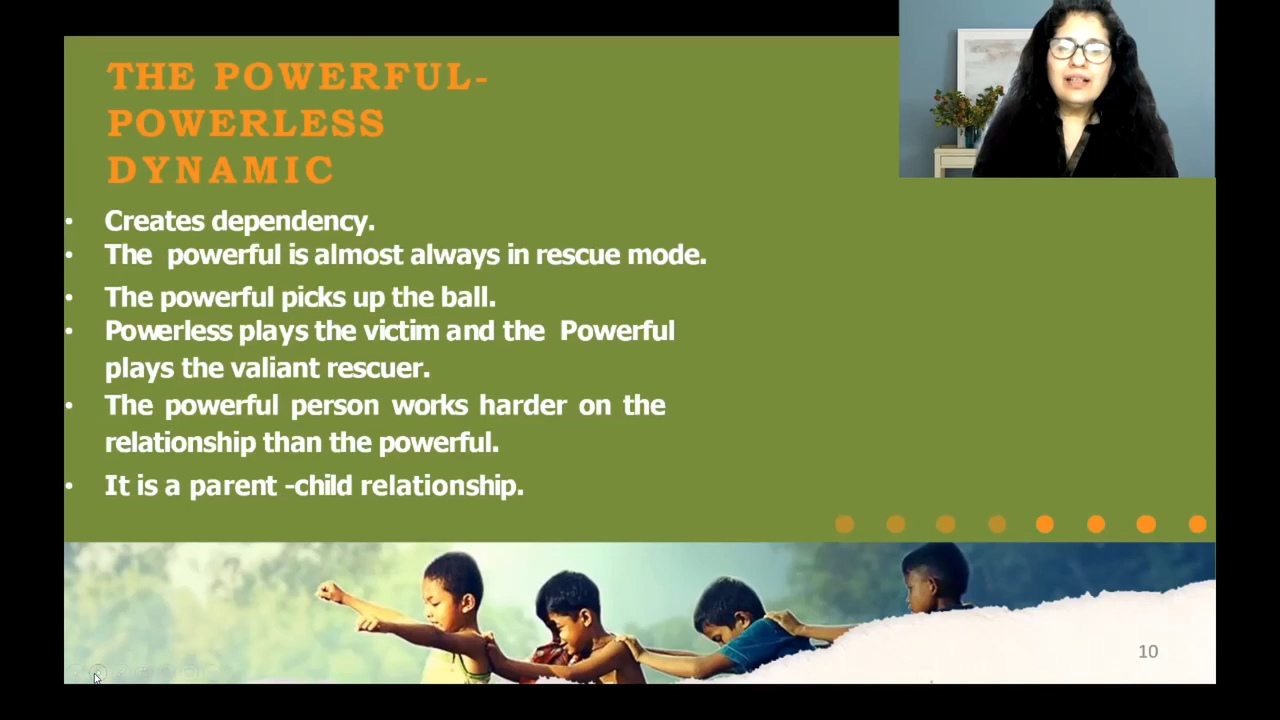 THE POWERFUL-
POWERLESS
DYNAMIC
• Creates dependency.
• The powerful is almost always in rescue mode.
• The powerful picks up the ball.
• Powerless plays the victim and the Powerful
plays the valiant rescuer.
• The powerful person works harder on the
relationship than the powerful.
• It is a parent -child relationship.
10